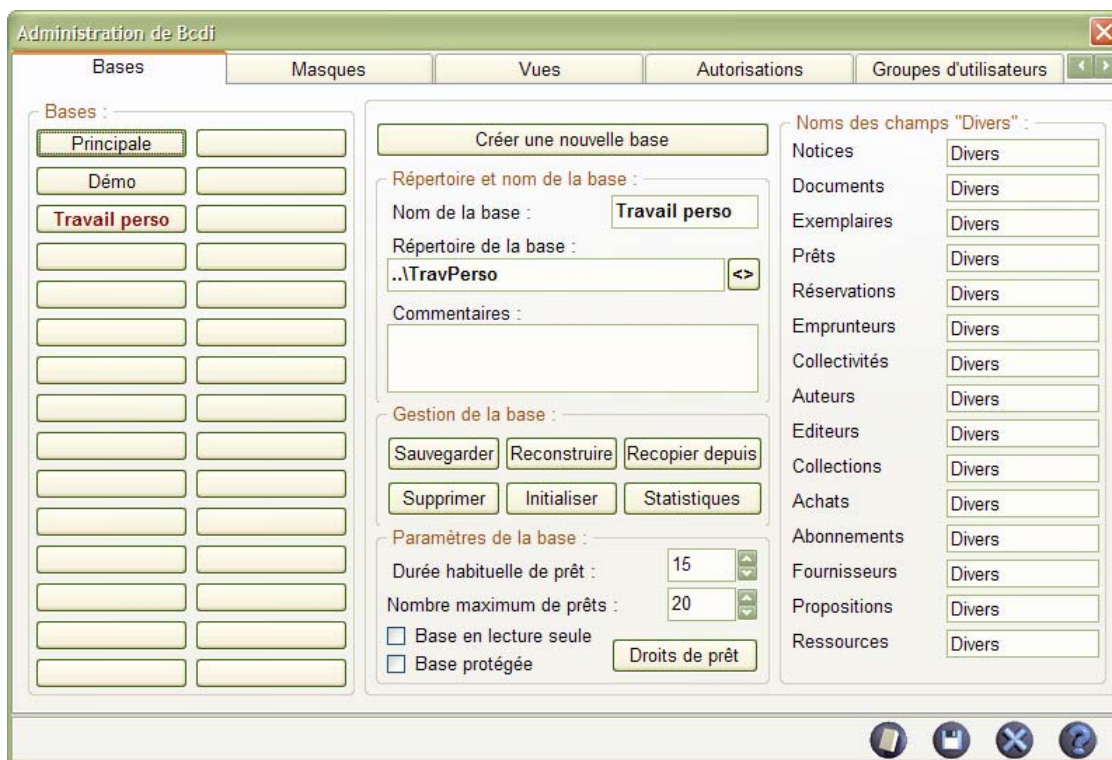 Administration de Bcdi
Bases
Masques
Vues
Autorisations
Groupes d'utilisateurs
Bases :
Principale
Démo
Travail perso
Créer une nouvelle base
Répertoire et nom de la base :
Nom de la base : Travail perso
Répertoire de la base :
..\TravPerso <>
Commentaires :
Gestion de la base :
Sauvegarder Reconstruire Recopier depuis
Supprimer Initialiser Statistiques
Paramètres de la base :
Durée habituelle de prêt : 15
Nombre maximum de prêts : 20
Base en lecture seule
Base protégée
Droits de prêt
Noms des champs "Divers" :
Notices Divers
Documents Divers
Exemplaires Divers
Prêts Divers
Réservations Divers
Emprunteurs Divers
Collectivités Divers
Auteurs Divers
Editeurs Divers
Collections Divers
Achats Divers
Abonnements Divers
Fournisseurs Divers
Propositions Divers
Ressources Divers